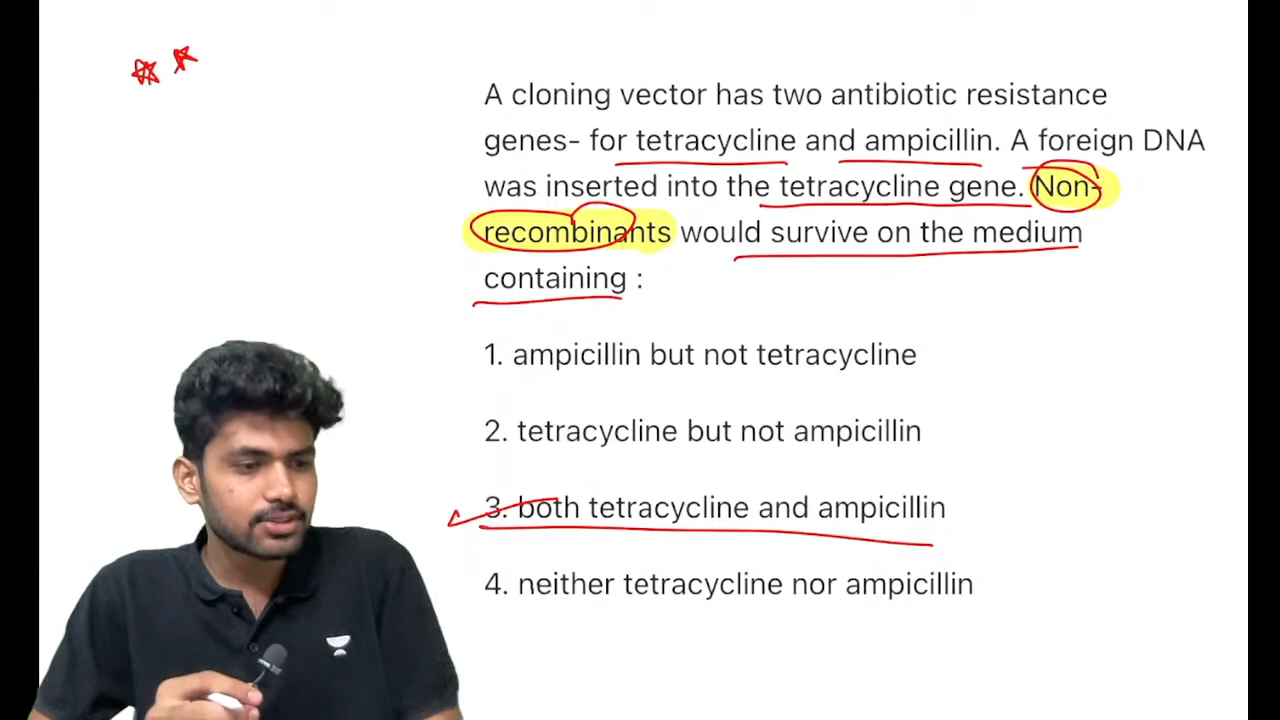 A cloning vector has two antibiotic resistance
genes- for tetracycline and ampicillin. A foreign DNA
was inserted into the tetracycline gene. Non-
recombinants would survive on the medium
containing :
1. ampicillin but not tetracycline
2. tetracycline but not ampicillin
3. both tetracycline and ampicillin
4. neither tetracycline nor ampicillin